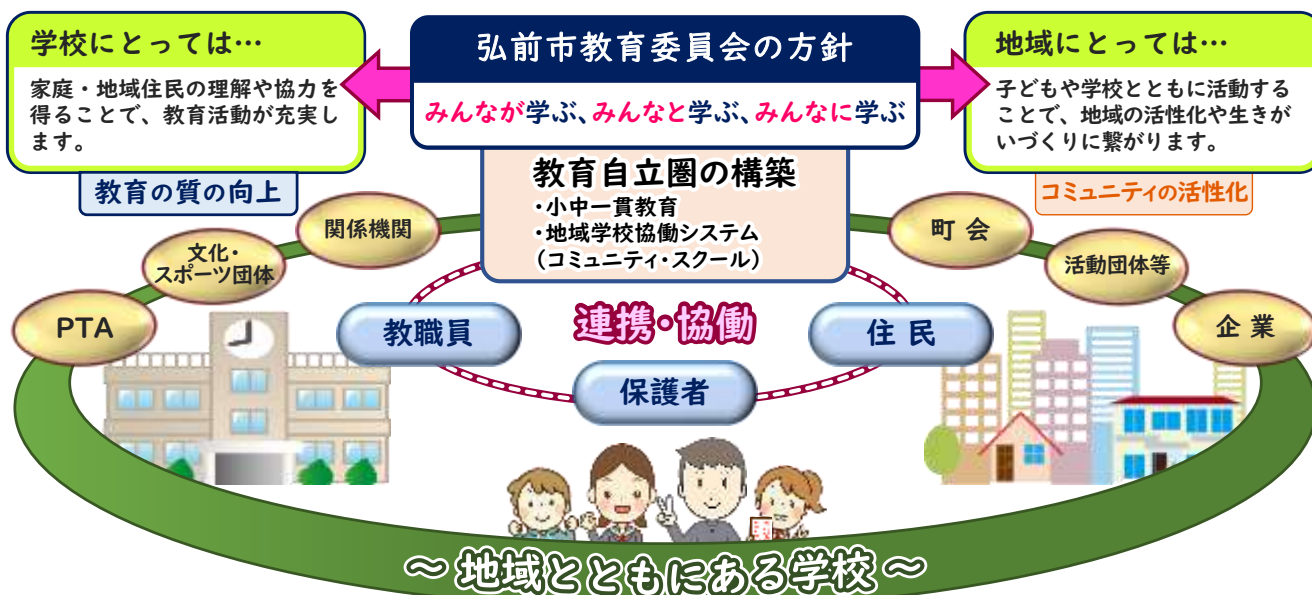 学校にとっては…
家庭・地域住民の理解や協力を
得ることで、教育活動が充実し
ます。
教育の質の向上
弘前市教育委員会の方針
みんなが学ぶ、みんなと学ぶ、みんなに学ぶ
地域にとっては…
子どもや学校とともに活動する
ことで、地域の活性化や生きが
いづくりに繋がります。
コミュニティの活性化
教育自立圏の構築
・小中一貫教育
・地域学校協働システム
(コミュニティ・スクール)
関係機関
文化・
スポーツ団体
PTA
町会
活動団体等
企業
教職員
連携・協働
住民
保護者
～地域とともにある学校～